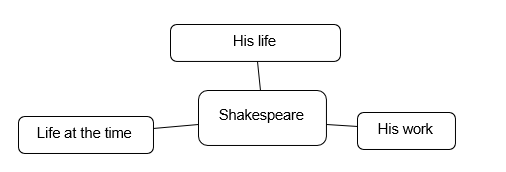 His life
Shakespeare
Life at the time
His work